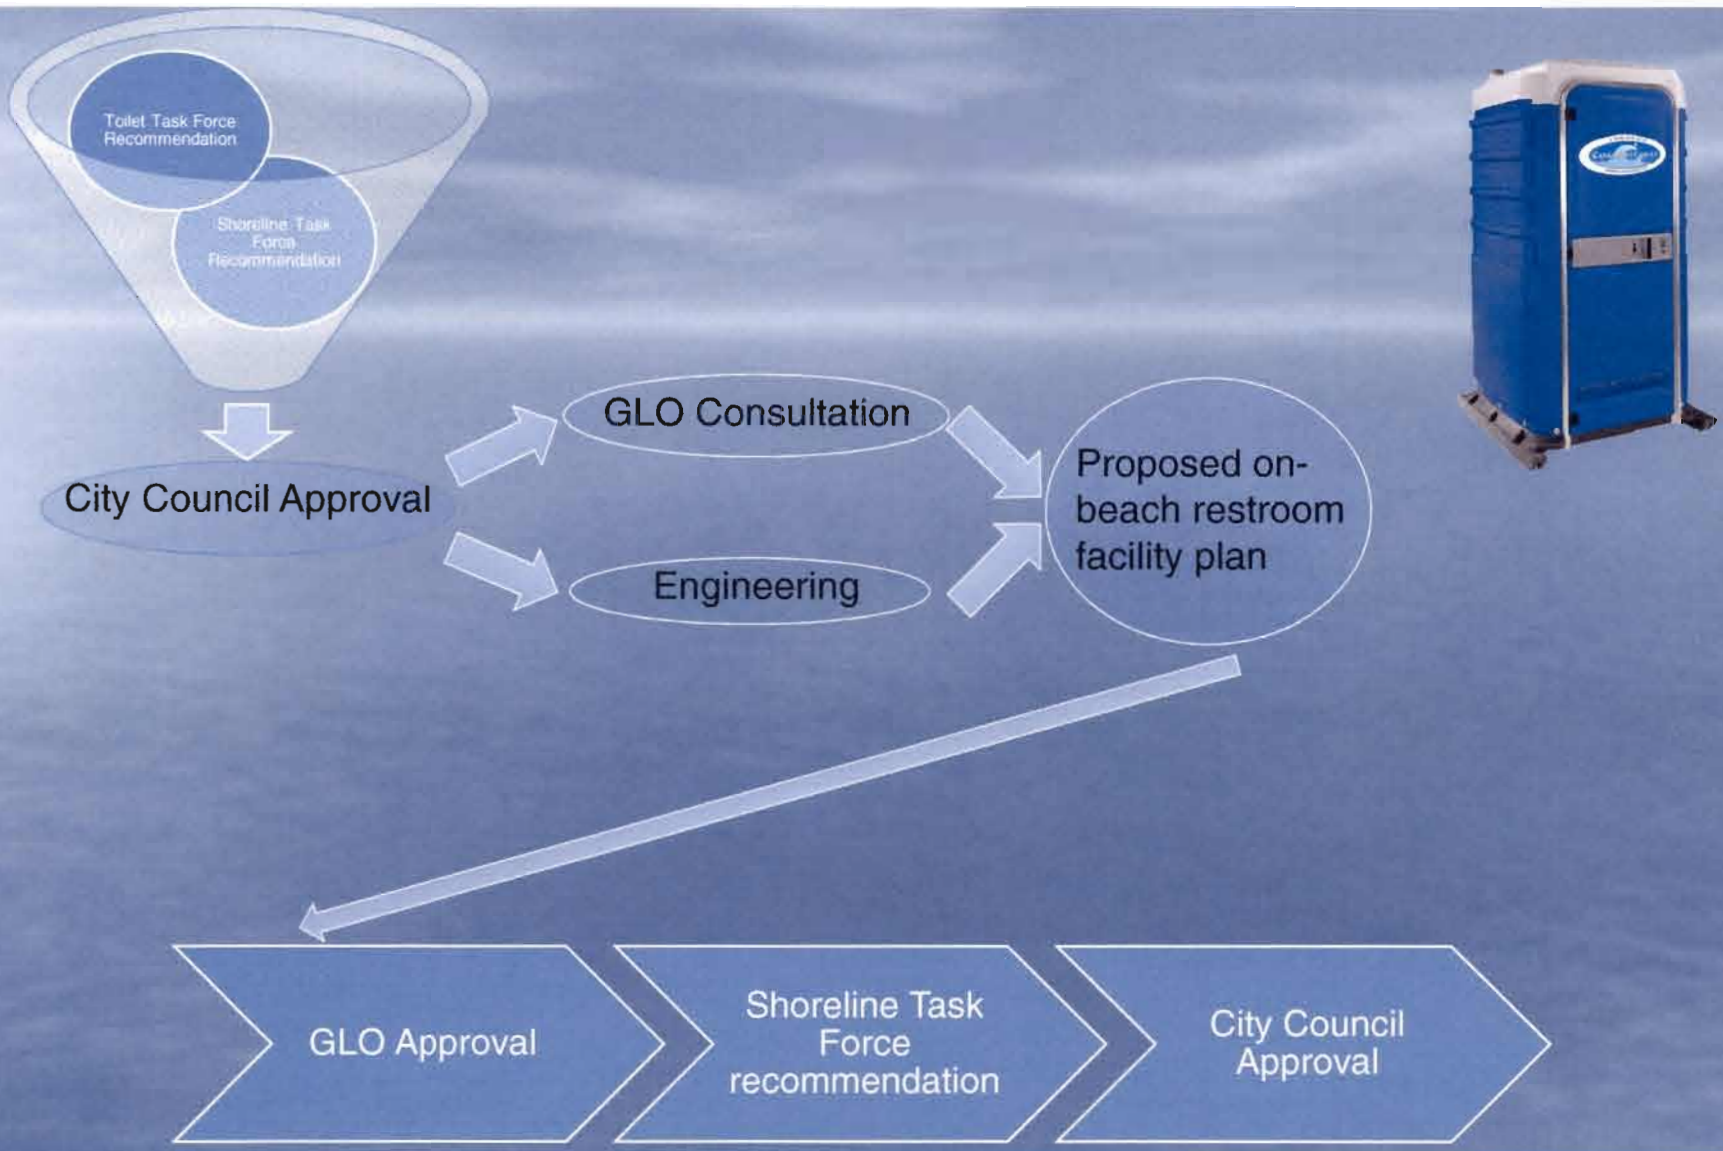 Toilet Task Force
Recommendation
Shoreline Task
Force
Recommendation
City Council Approval
GLO Consultation
Engineering
Proposed on-
beach restroom
facility plan
GLO Approval
Shoreline Task
Force
recommendation
City Council
Approval